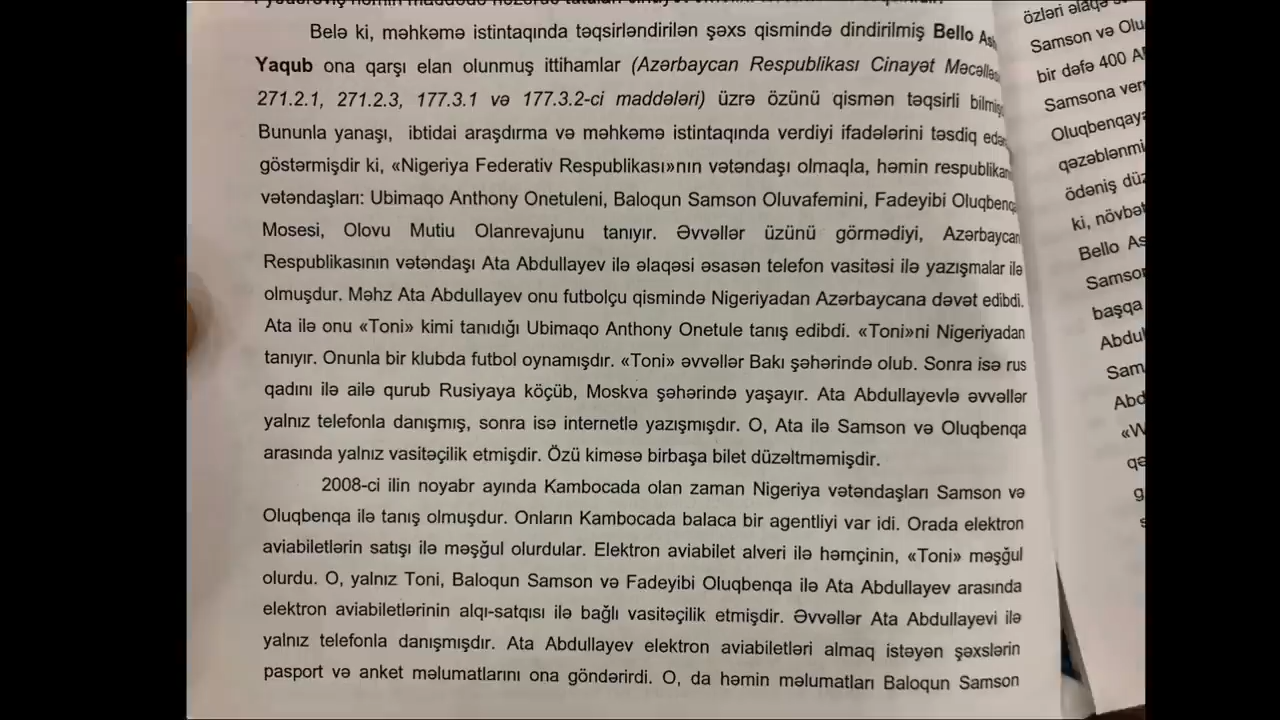 Belə ki, məhkəmə istintaqında təqsirləndirilən şəxs qismində dindirilmiş Bello
Yaqub ona qarşı elan olunmuş ittihamlar (Azərbaycan Respublikası Cinayət
271.2.1, 271.2.3, 177.3.1 və 177.3.2-ci maddələri) üzrə özünü qismən təqsirli
Bununla yanaşı, ibtidai araşdırma və məhkəmə istintaqında verdiyi ifadələrini təsdiq
göstərmişdir ki, «Nigeriya Federativ Respublikası»nın vətəndaşı olmaqla, həmin
vətəndaşları: Ubimaqo Anthony Onetuleni, Baloqun Samson Oluvafemini, Fadeyibi
Mosesi, Olovu Mutiu Olanrevajunu tanıyır. Əvvəllər üzünü görmədiyi, Azərbaycan
Respublikasının vətəndaşı Ata Abdullayev ilə əlaqəsi əsasən telefon vasitəsi ilə yazışmalar ilə
olmuşdur. Məhz Ata Abdullayev onu futbolçu qismində Nigeriyadan Azərbaycana dəvət edibdi.
Ata ilə onu «Toni» kimi tanıdığı Ubimaqo Anthony Onetule tanış edibdi. «Toni»ni Nigeriyadan
tanıyır. Onunla bir klubda futbol oynamışdır. «Toni» əvvəllər Bakı şəhərində olub. Sonra isə rus
qadını ilə ailə qurub Rusiyaya köçüb, Moskva şəhərində yaşayır. Ata Abdullayevlə əvvəllər
yalnız telefonla danışmış, sonra isə internetlə yazışmışdır. O, Ata ilə Samson və Oluqbenqa
arasında yalnız vasitəçilik etmişdir. Özü kiməsə birbaşa bilet düzəltməmişdir.
2008-ci ilin noyabr ayında Kambocada olan zaman Nigeriya vətəndaşları Samson və
Oluqbenqa ilə tanış olmuşdur. Onların Kambocada balaca bir agentliyi var idi. Orada elektron
aviabiletlərin satışı ilə məşğul olurdular. Elektron aviabilet alveri ilə həmçinin, «Toni» məşğul
olurdu. O, yalnız Toni, Baloqun Samson və Fadeyibi Oluqbenqa ilə Ata Abdullayev arasında
elektron aviabiletlərinin alqı-satqısı ilə bağlı vasitəçilik etmişdir. Əvvəllər Ata Abdullayevi ilə
yalnız telefonla danışmışdır. Ata Abdullayev elektron aviabiletləri almaq istəyən şəxslərin
pasport və anket məlumatlarını ona göndərirdi. O, da həmin məlumatları Baloqun Samson
özləri əlaqə
Samson və
bir dəfə 400
Samsona
ödəniş
ki,
Bello
başqa